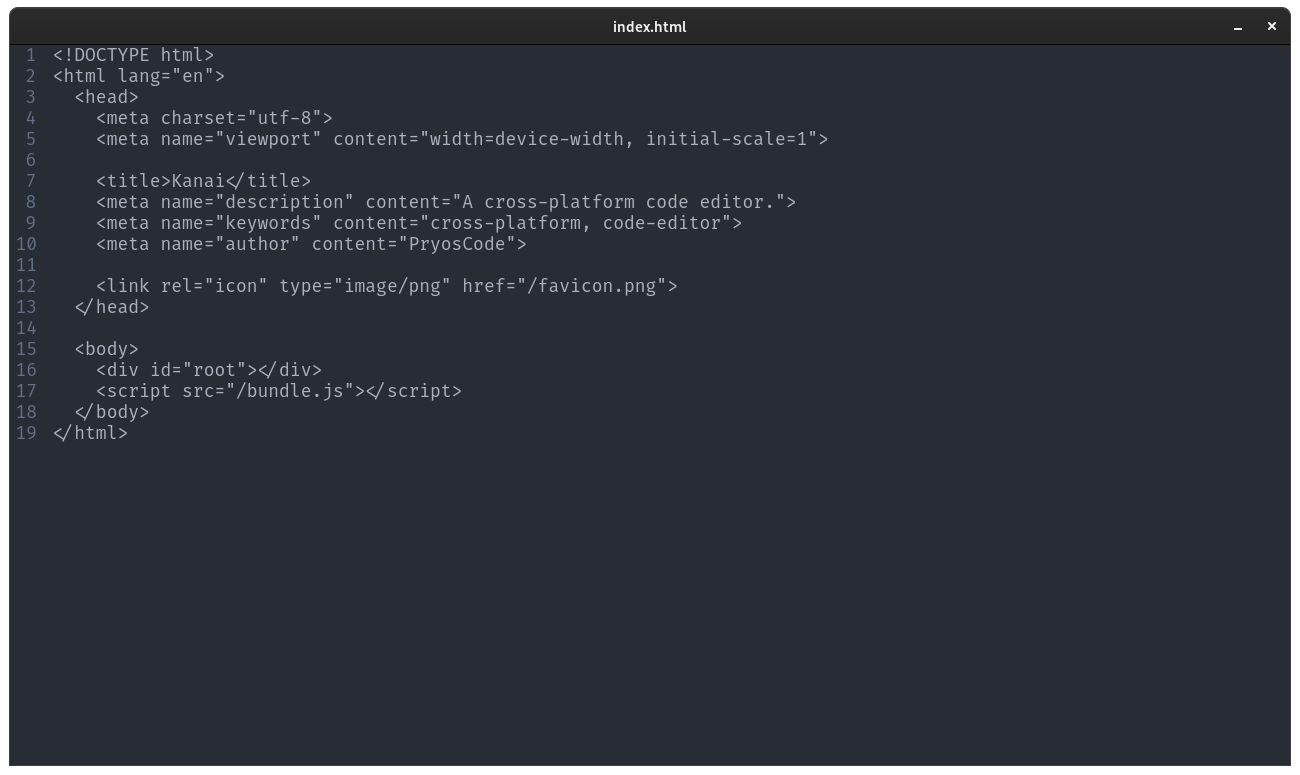 index.html
1 <!DOCTYPE html>
2 <html lang="en">
3   <head>
4     <meta charset="utf-8">
5     <meta name="viewport" content="width=device-width, initial-scale=1">
6
7     <title>Kanai</title>
8     <meta name="description" content="A cross-platform code editor.">
9     <meta name="keywords" content="cross-platform, code-editor">
10     <meta name="author" content="PryosCode">
11
12     <link rel="icon" type="image/png" href="/favicon.png">
13   </head>
14
15   <body>
16     <div id="root"></div>
17     <script src="/bundle.js"></script>
18   </body>
19 </html>